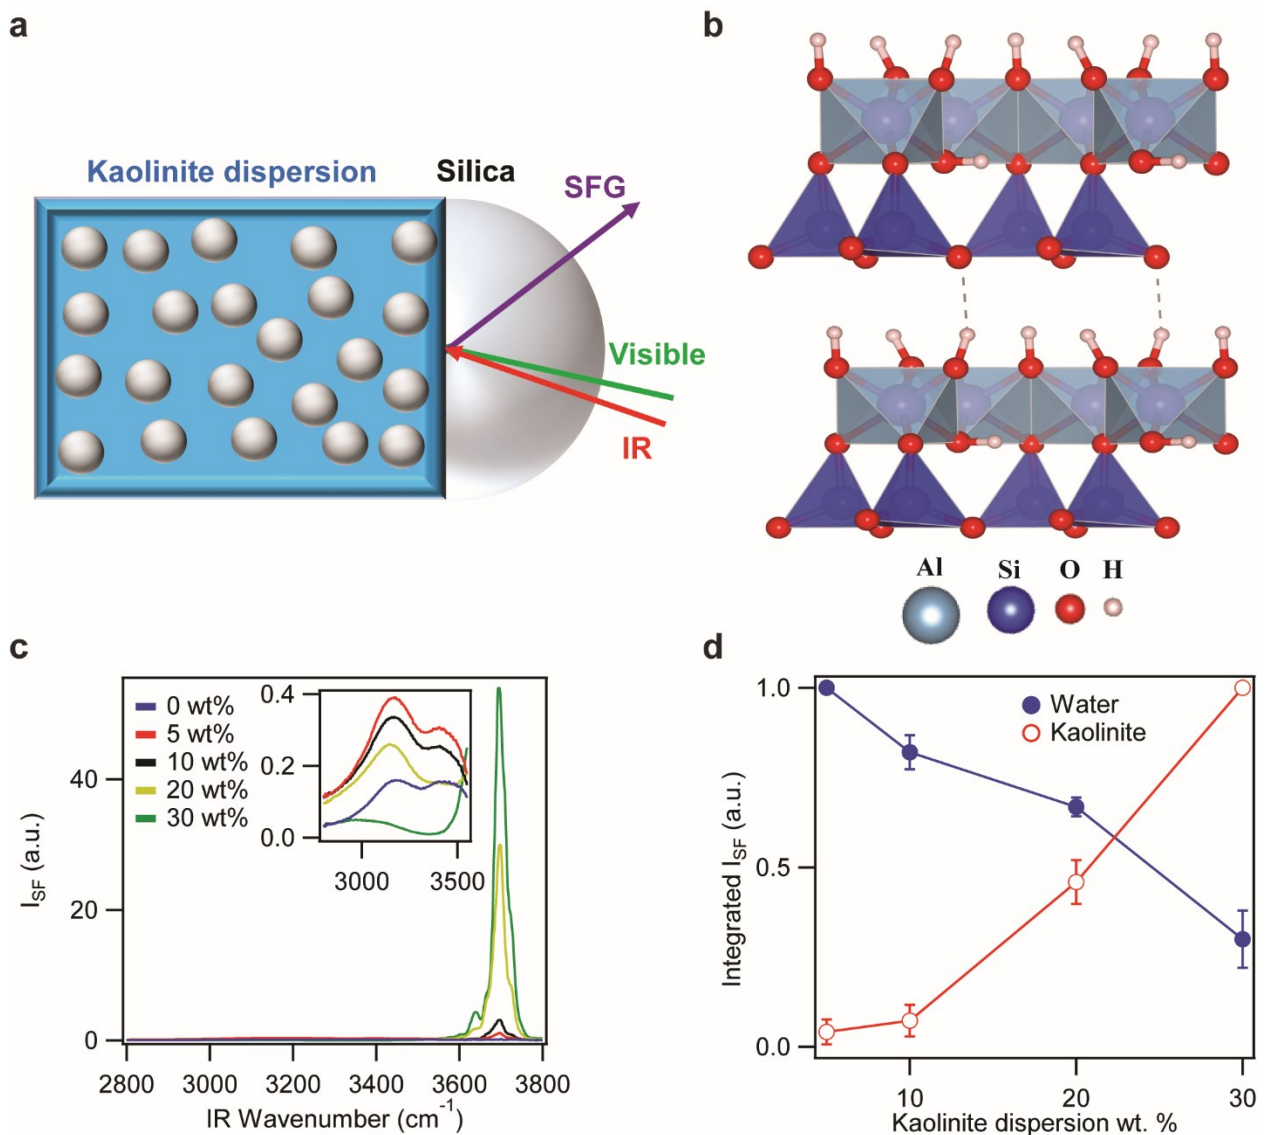 a
Kaolinite dispersion
Silica
SFG
Visible
IR
b
Al Si O H
c
0 wt%
5 wt%
10 wt%
20 wt%
30 wt%
0.4
0.2
0.0
3000 3500
40
20
0
I_SF (a.u.)
2800 3000 3200 3400 3600 3800
IR Wavenumber (cm⁻¹)
d
Water
Kaolinite
1.0
0.5
0.0
Integrated I_SF (a.u.)
10 20 30
Kaolinite dispersion wt. %